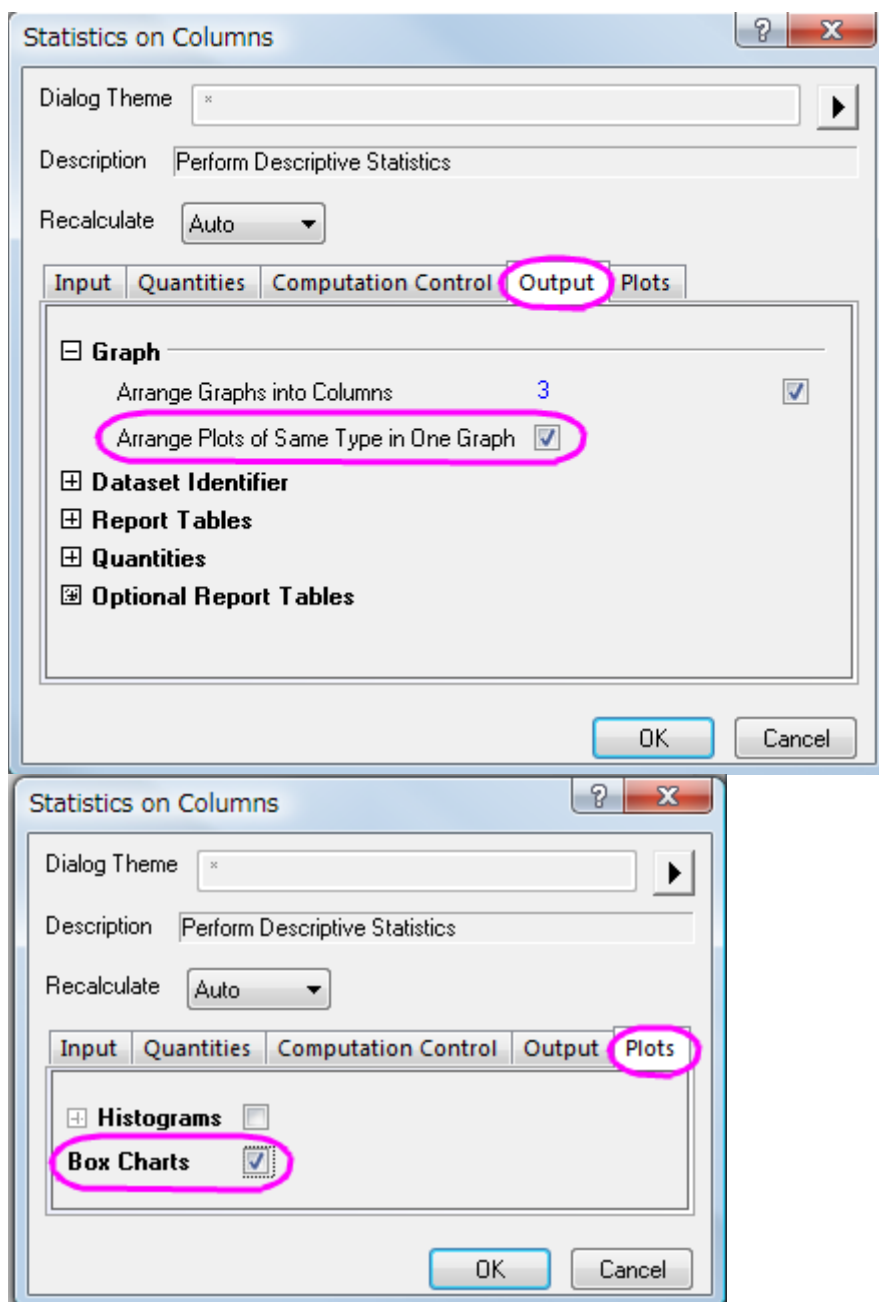 Statistics on Columns
Dialog Theme *
Description Perform Descriptive Statistics
Recalculate Auto
Input Quantities Computation Control Output Plots
Graph
Arrange Graphs into Columns 3
Arrange Plots of Same Type in One Graph
Dataset Identifier
Report Tables
Quantities
Optional Report Tables
OK Cancel
Statistics on Columns
Dialog Theme *
Description Perform Descriptive Statistics
Recalculate Auto
Input Quantities Computation Control Output Plots
Histograms
Box Charts
OK Cancel